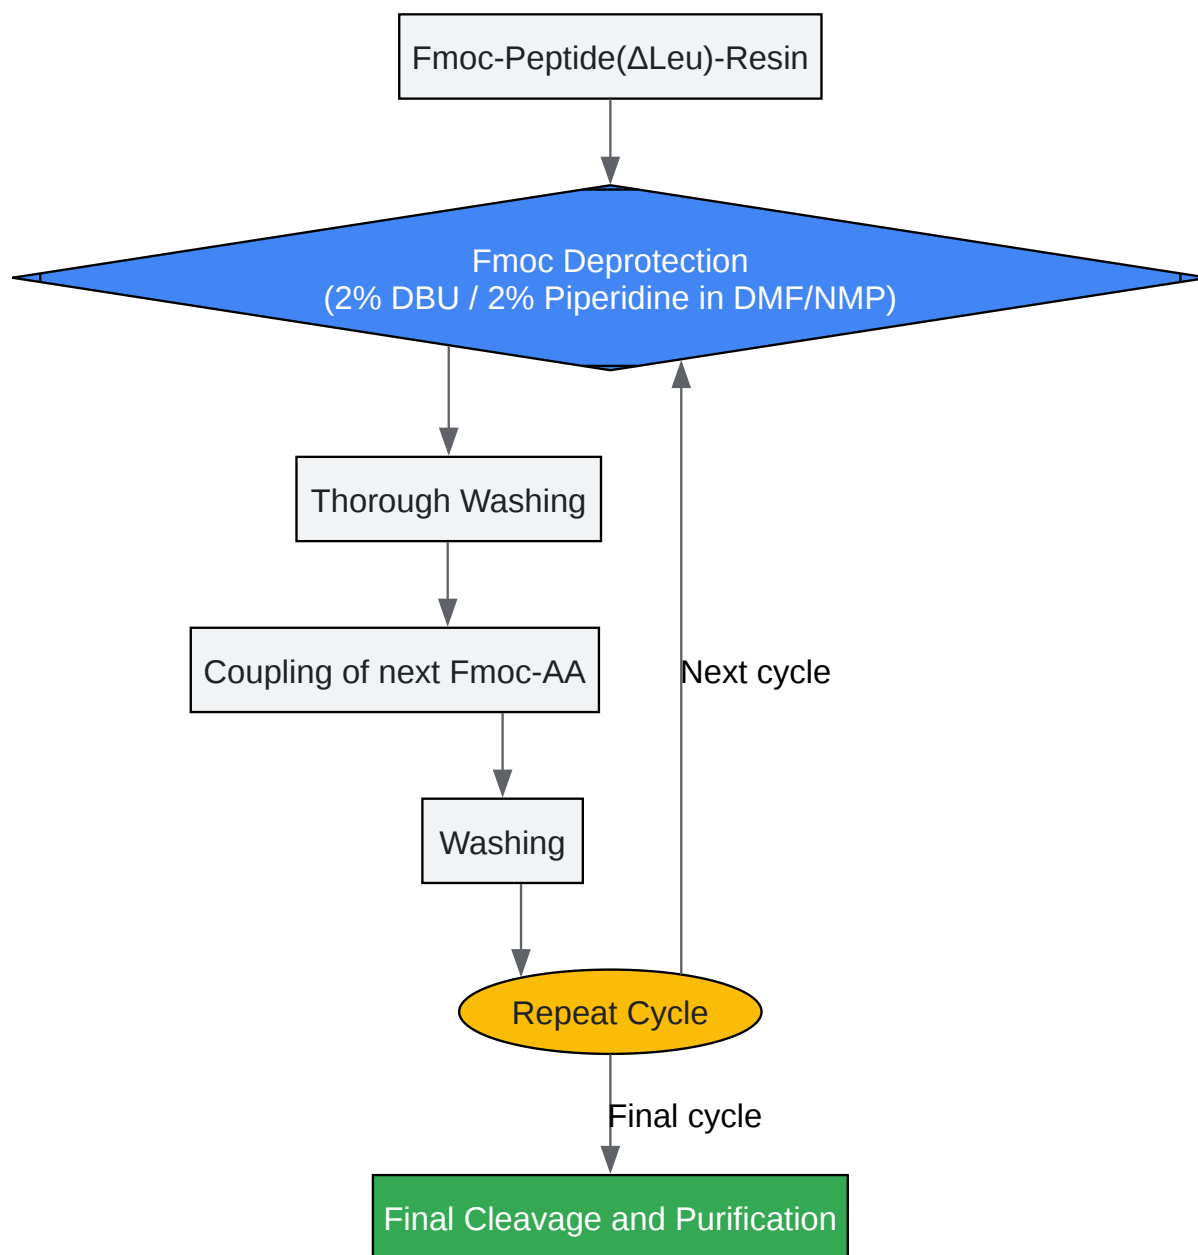 Fmoc-Peptide(ΔLeu)-Resin
Fmoc Deprotection
(2% DBU / 2% Piperidine in DMF/NMP)
Thorough Washing
Coupling of next Fmoc-AA
Next cycle
Washing
Repeat Cycle
Final cycle
Final Cleavage and Purification